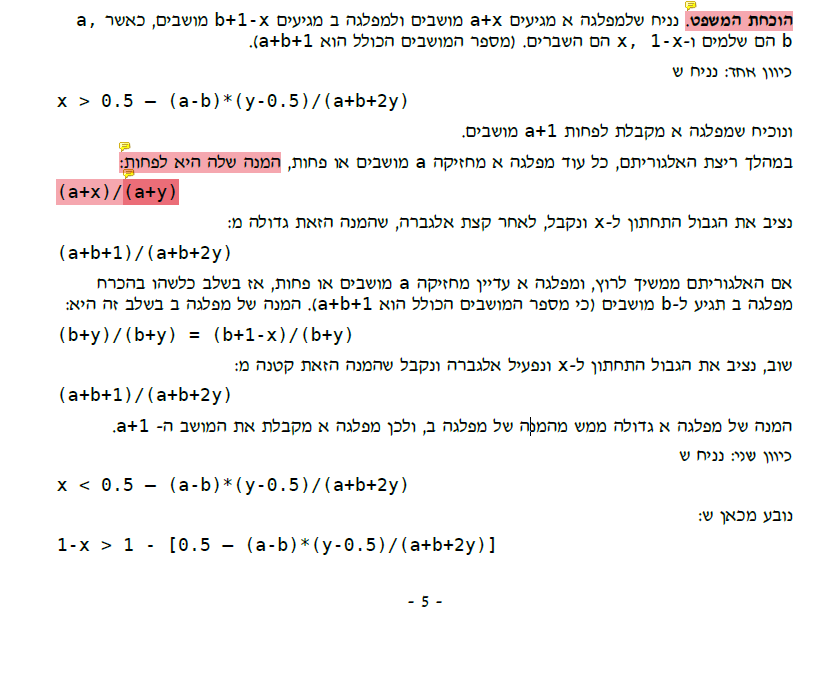 הוכחת המשפט. נניח שלמפלגה א מגיעים a+x מושבים ולמפלגה ב מגיעים b+1-x מושבים, כאשר a,
b הם שלמים ו-x, 1-x הם השברים. (מספר המושבים הכולל הוא a+b+1).
כיוון אחד: נניח ש
x > 0.5 – (a-b)*(y-0.5)/(a+b+2y)
ונוכיח שמפלגה א מקבלת לפחות a+1 מושבים.
במהלך ריצת האלגוריתם, כל עוד מפלגה א מחזיקה a מושבים או פחות, המנה שלה היא לפחות:
(a+x)/(a+y)
נציב את הגבול התחתון ל-x ונקבל, לאחר קצת אלגברה, שהמנה הזאת גדולה מ:
(a+b+1)/(a+b+2y)
אם האלגוריתם ממשיך לרוץ, ומפלגה א עדיין מחזיקה a מושבים או פחות, אז בשלב כלשהו בהכרח
מפלגה ב תגיע ל-b מושבים (כי מספר המושבים הכולל הוא a+b+1). המנה של מפלגה ב בשלב זה היא:
(b+y)/(b+y) = (b+1-x)/(b+y)
שוב, נציב את הגבול התחתון ל-x ונפעיל אלגברה ונקבל שהמנה הזאת קטנה מ:
(a+b+1)/(a+b+2y)
המנה של מפלגה א גדולה ממש מהמנה של מפלגה ב, ולכן מפלגה א מקבלת את המושב ה- a+1.
כיוון שני: נניח ש
x < 0.5 – (a-b)*(y-0.5)/(a+b+2y)
נובע מכאן ש:
1-x > 1 - [0.5 – (a-b)*(y-0.5)/(a+b+2y)]
- 5 -